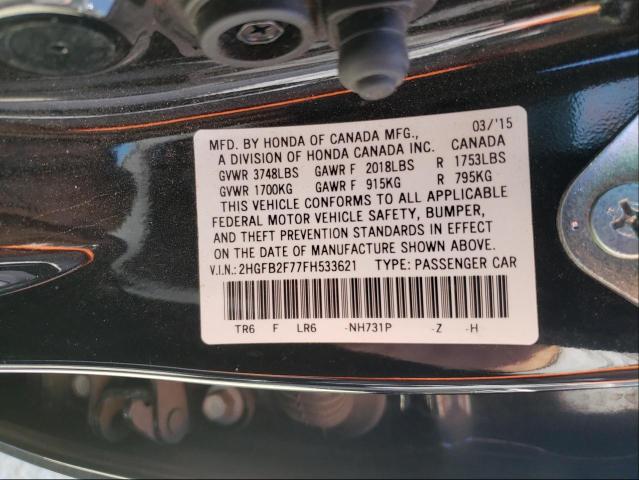 MFD. BY HONDA OF CANADA MFG., 03/'15
A DIVISION OF HONDA CANADA INC. CANADA
GVWR 3748LBS GAWR F 2018LBS R 1753LBS
GVWR 1700KG GAWR F 915KG R 795KG
THIS VEHICLE CONFORMS TO ALL APPLICABLE
FEDERAL MOTOR VEHICLE SAFETY, BUMPER,
AND THEFT PREVENTION STANDARDS IN EFFECT
ON THE DATE OF MANUFACTURE SHOWN ABOVE.
V.I.N.: 2HGFB2F77FH533621 TYPE: PASSENGER CAR
TR6 F LR6 -NH731P -Z -H